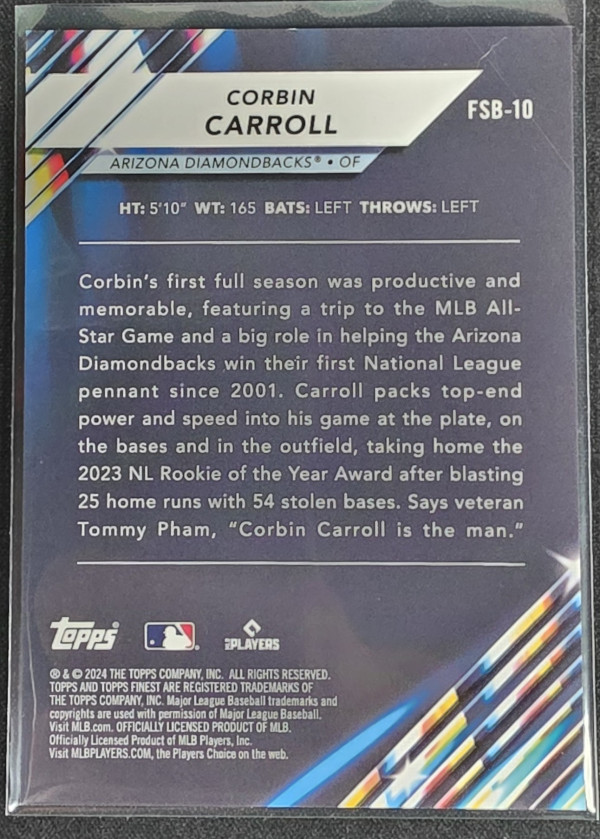 CORBIN
CARROLL
FSB-10
ARIZONA DIAMONDBACKS® • OF
HT: 5'10" WT: 165 BATS: LEFT THROWS: LEFT
Corbin's first full season was productive and
memorable, featuring a trip to the MLB All-
Star Game and a big role in helping the Arizona
Diamondbacks win their first National League
pennant since 2001. Carroll packs top-end
power and speed into his game at the plate, on
the bases and in the outfield, taking home the
2023 NL Rookie of the Year Award after blasting
25 home runs with 54 stolen bases. Says veteran
Tommy Pham, “Corbin Carroll is the man.”
Topps
MLB PLAYERS
® & © 2024 THE TOPPS COMPANY, INC. ALL RIGHTS RESERVED.
TOPPS AND TOPPS FINEST ARE REGISTERED TRADEMARKS OF
THE TOPPS COMPANY, INC. Major League Baseball trademarks and
copyrights are used with permission of Major League Baseball.
Visit MLB.com. OFFICIALLY LICENSED PRODUCT OF MLB.
Officially Licensed Product of MLB Players, Inc.
Visit MLBPLAYERS.COM, the Players Choice on the web.